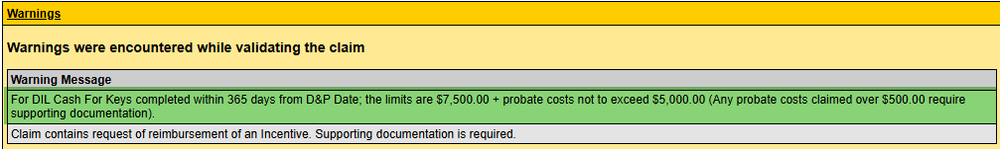 Warnings
Warnings were encountered while validating the claim
Warning Message
For DIL Cash For Keys completed within 365 days from D&P Date; the limits are $7,500.00 + probate costs not to exceed $5,000.00 (Any probate costs claimed over $500.00 require
supporting documentation).
Claim contains request of reimbursement of an Incentive. Supporting documentation is required.